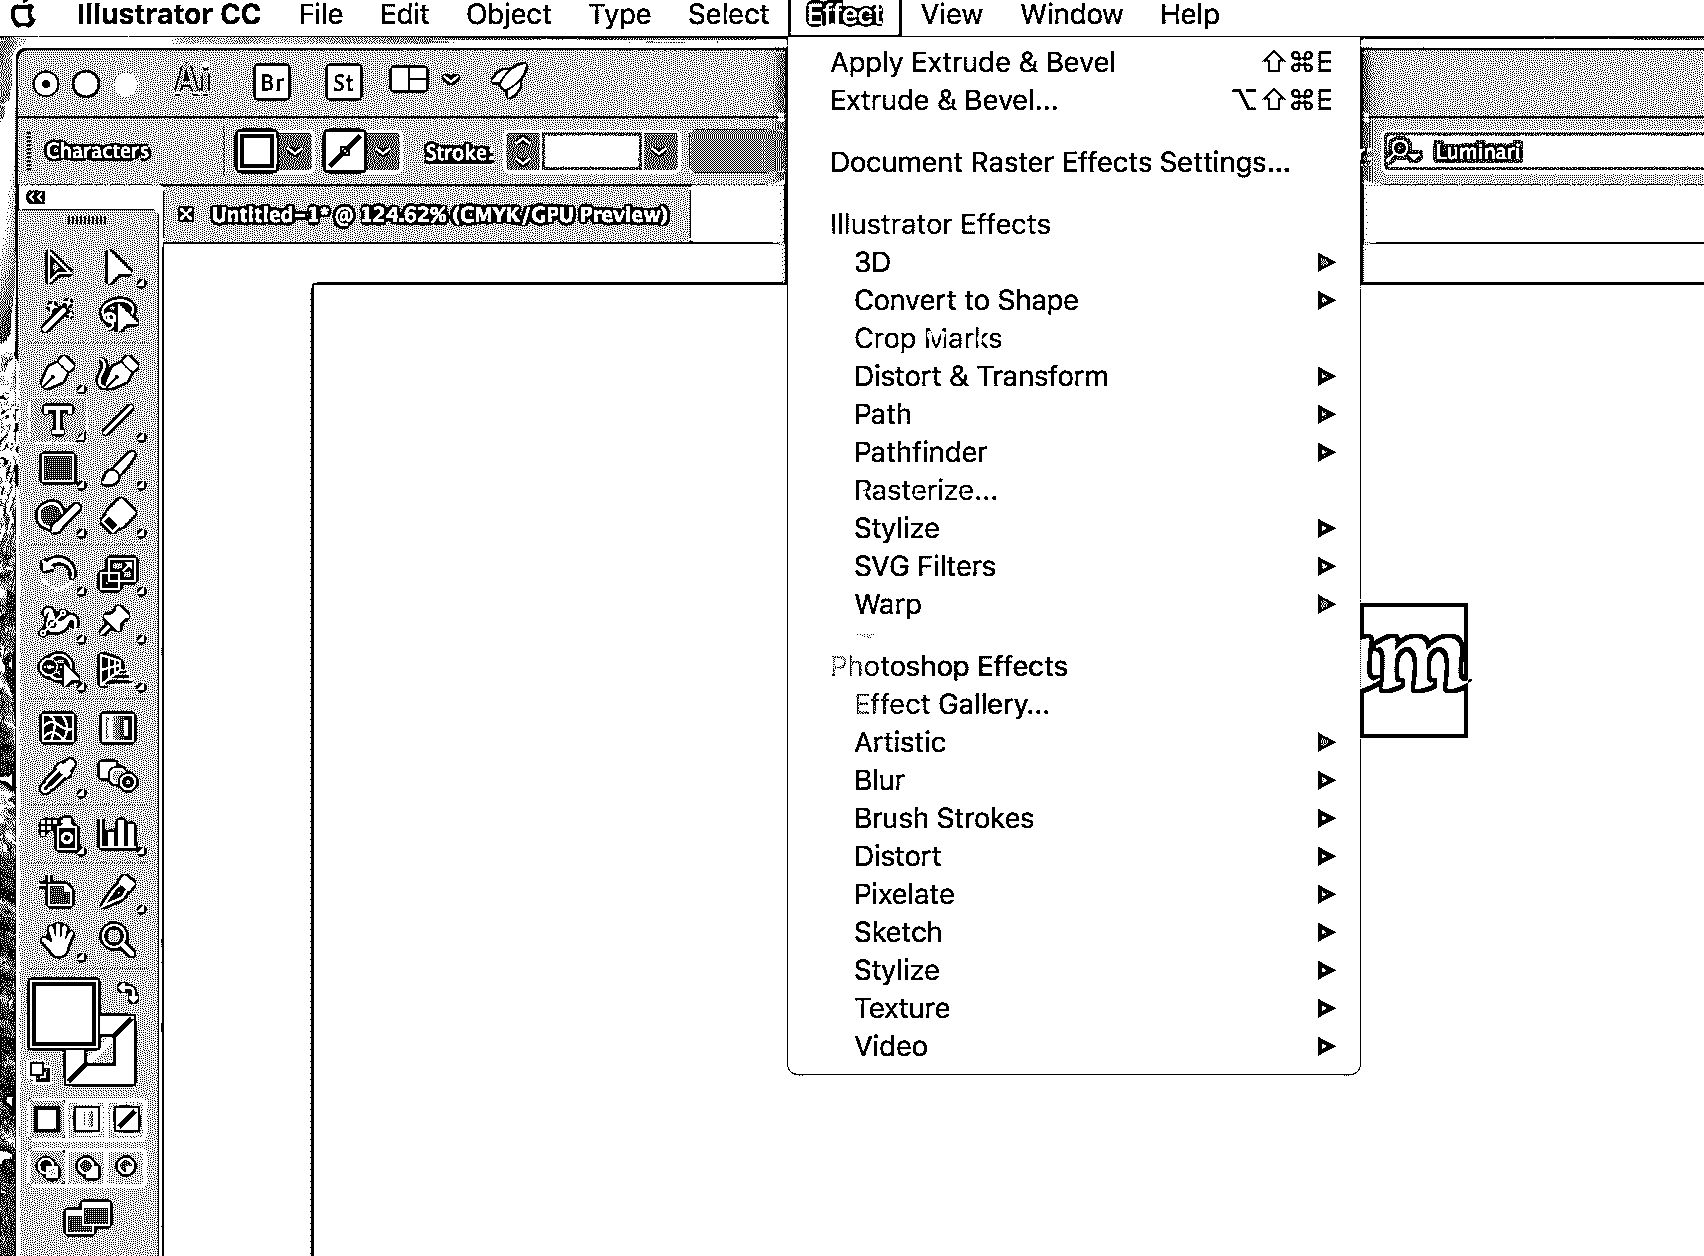 Illustrator CC File Edit Object Type Select Effect View Window Help
Ai Br St
Characters Stroke: Luminari
Untitled-1* @ 124.62% (CMYK/GPU Preview)
Apply Extrude & Bevel ⇧⌘E
Extrude & Bevel... ⌥⇧⌘E
Document Raster Effects Settings...
Illustrator Effects
3D
Convert to Shape
Crop Marks
Distort & Transform
Path
Pathfinder
Rasterize...
Stylize
SVG Filters
Warp
Photoshop Effects
Effect Gallery...
Artistic
Blur
Brush Strokes
Distort
Pixelate
Sketch
Stylize
Texture
Video